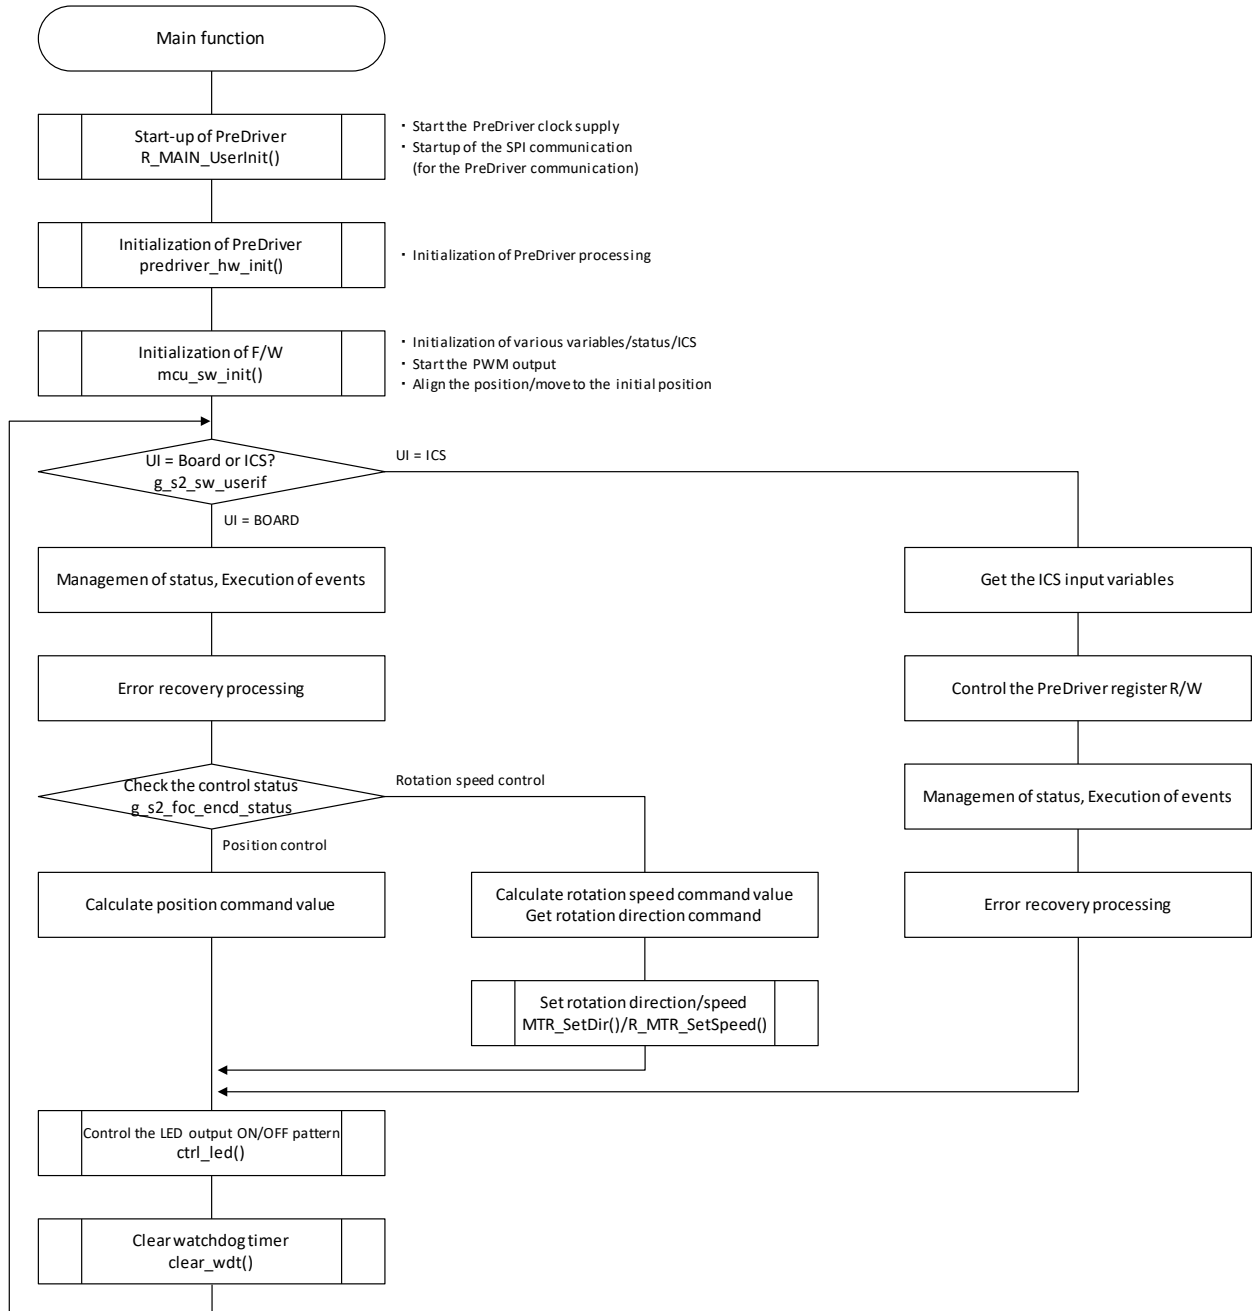 Main function
Start-up of PreDriver
R_MAIN_UserInit()
・Start the PreDriver clock supply
・Startup of the SPI communication
(for the PreDriver communication)
Initialization of PreDriver
predriver_hw_init()
・Initialization of PreDriver processing
Initialization of F/W
mcu_sw_init()
・Initialization of various variables/status/ICS
・Start the PWM output
・Align the position/move to the initial position
UI = Board or ICS?
g_s2_sw_userif
UI = ICS
UI = BOARD
Managemen of status, Execution of events
Get the ICS input variables
Error recovery processing
Control the PreDriver register R/W
Check the control status
g_s2_foc_encd_status
Rotation speed control
Position control
Managemen of status, Execution of events
Calculate position command value
Calculate rotation speed command value
Get rotation direction command
Error recovery processing
Set rotation direction/speed
MTR_SetDir()/R_MTR_SetSpeed()
Control the LED output ON/OFF pattern
ctrl_led()
Clear watchdog timer
clear_wdt()